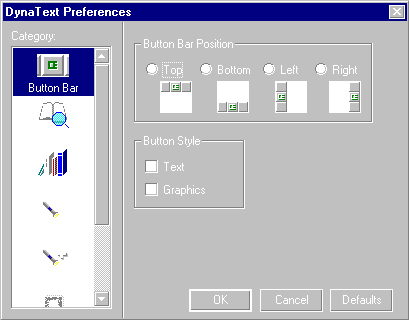 DynaText Preferences
Category:
Button Bar
Button Bar Position
Top Bottom Left Right
Button Style
Text
Graphics
OK Cancel Defaults